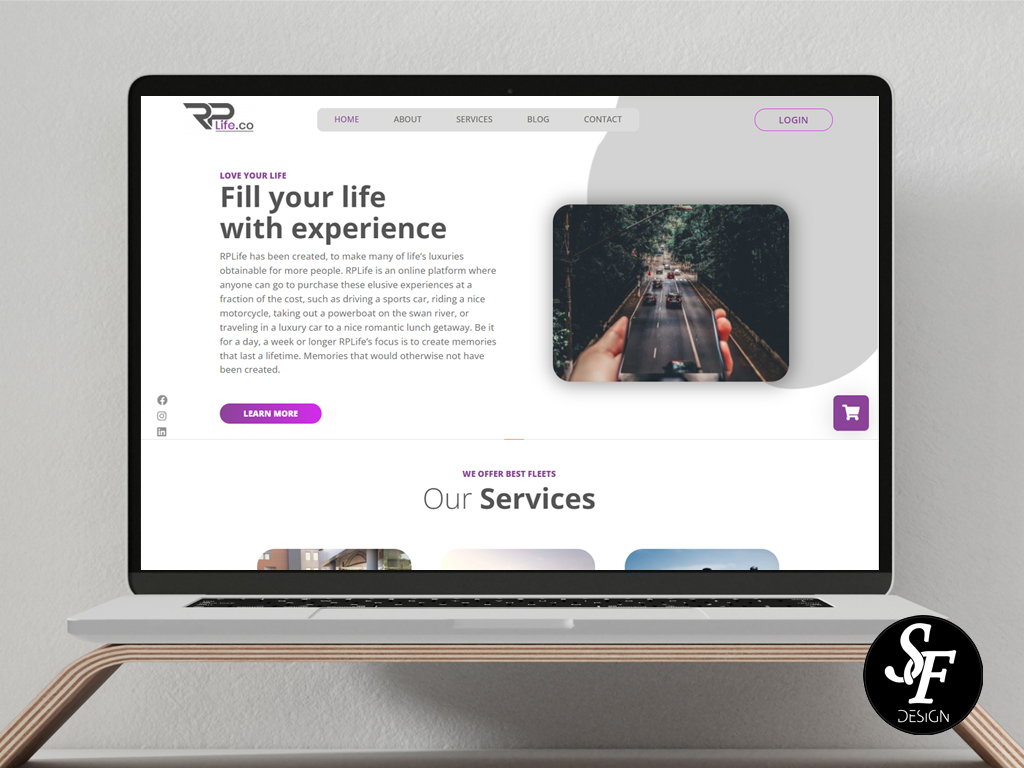 RP
Life.co
HOME ABOUT SERVICES BLOG CONTACT
LOGIN
LOVE YOUR LIFE
Fill your life
with experience
RPLife has been created, to make many of life's luxuries
obtainable for more people. RPLife is an online platform where
anyone can go to purchase these elusive experiences at a
fraction of the cost, such as driving a sports car, riding a nice
motorcycle, taking out a powerboat on the swan river, or
traveling in a luxury car to a nice romantic lunch getaway. Be it
for a day, a week or longer RPLife's focus is to create memories
that last a lifetime. Memories that would otherwise not have
been created.
LEARN MORE
WE OFFER BEST FLEETS
Our Services
SF
DESIGN